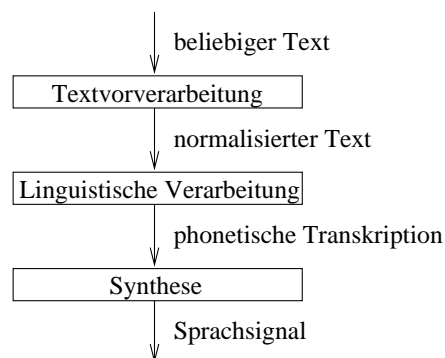 beliebiger Text
Textvorverarbeitung
normalisierter Text
Linguistische Verarbeitung
phonetische Transkription
Synthese
Sprachsignal